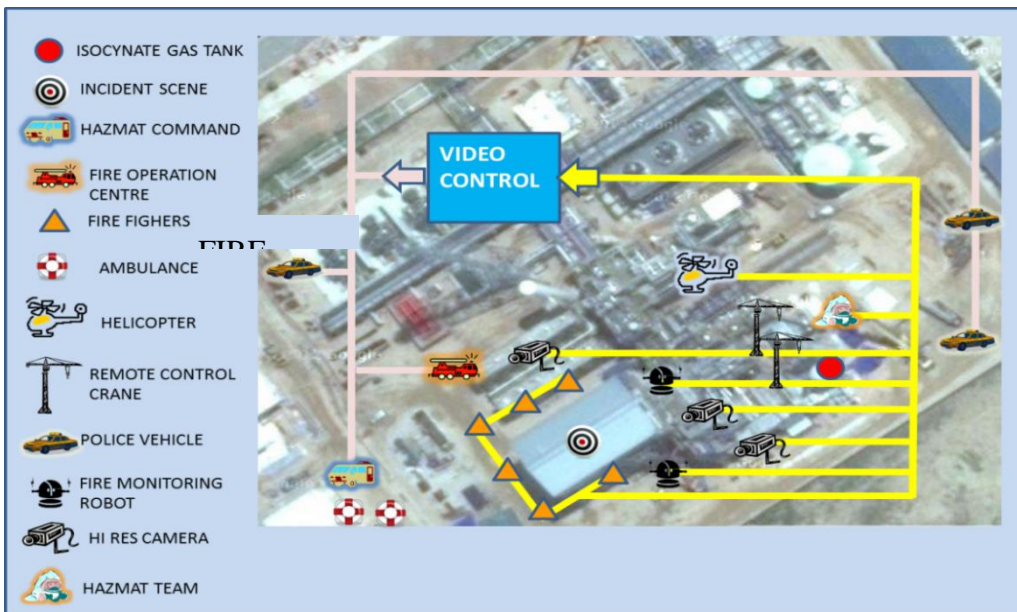 ISOCYNATE GAS TANK
INCIDENT SCENE
HAZMAT COMMAND
FIRE OPERATION
CENTRE
FIRE FIGHERS
FIRE
AMBULANCE
HELICOPTER
REMOTE CONTROL
CRANE
POLICE VEHICLE
FIRE MONITORING
ROBOT
HI RES CAMERA
HAZMAT TEAM
VIDEO
CONTROL